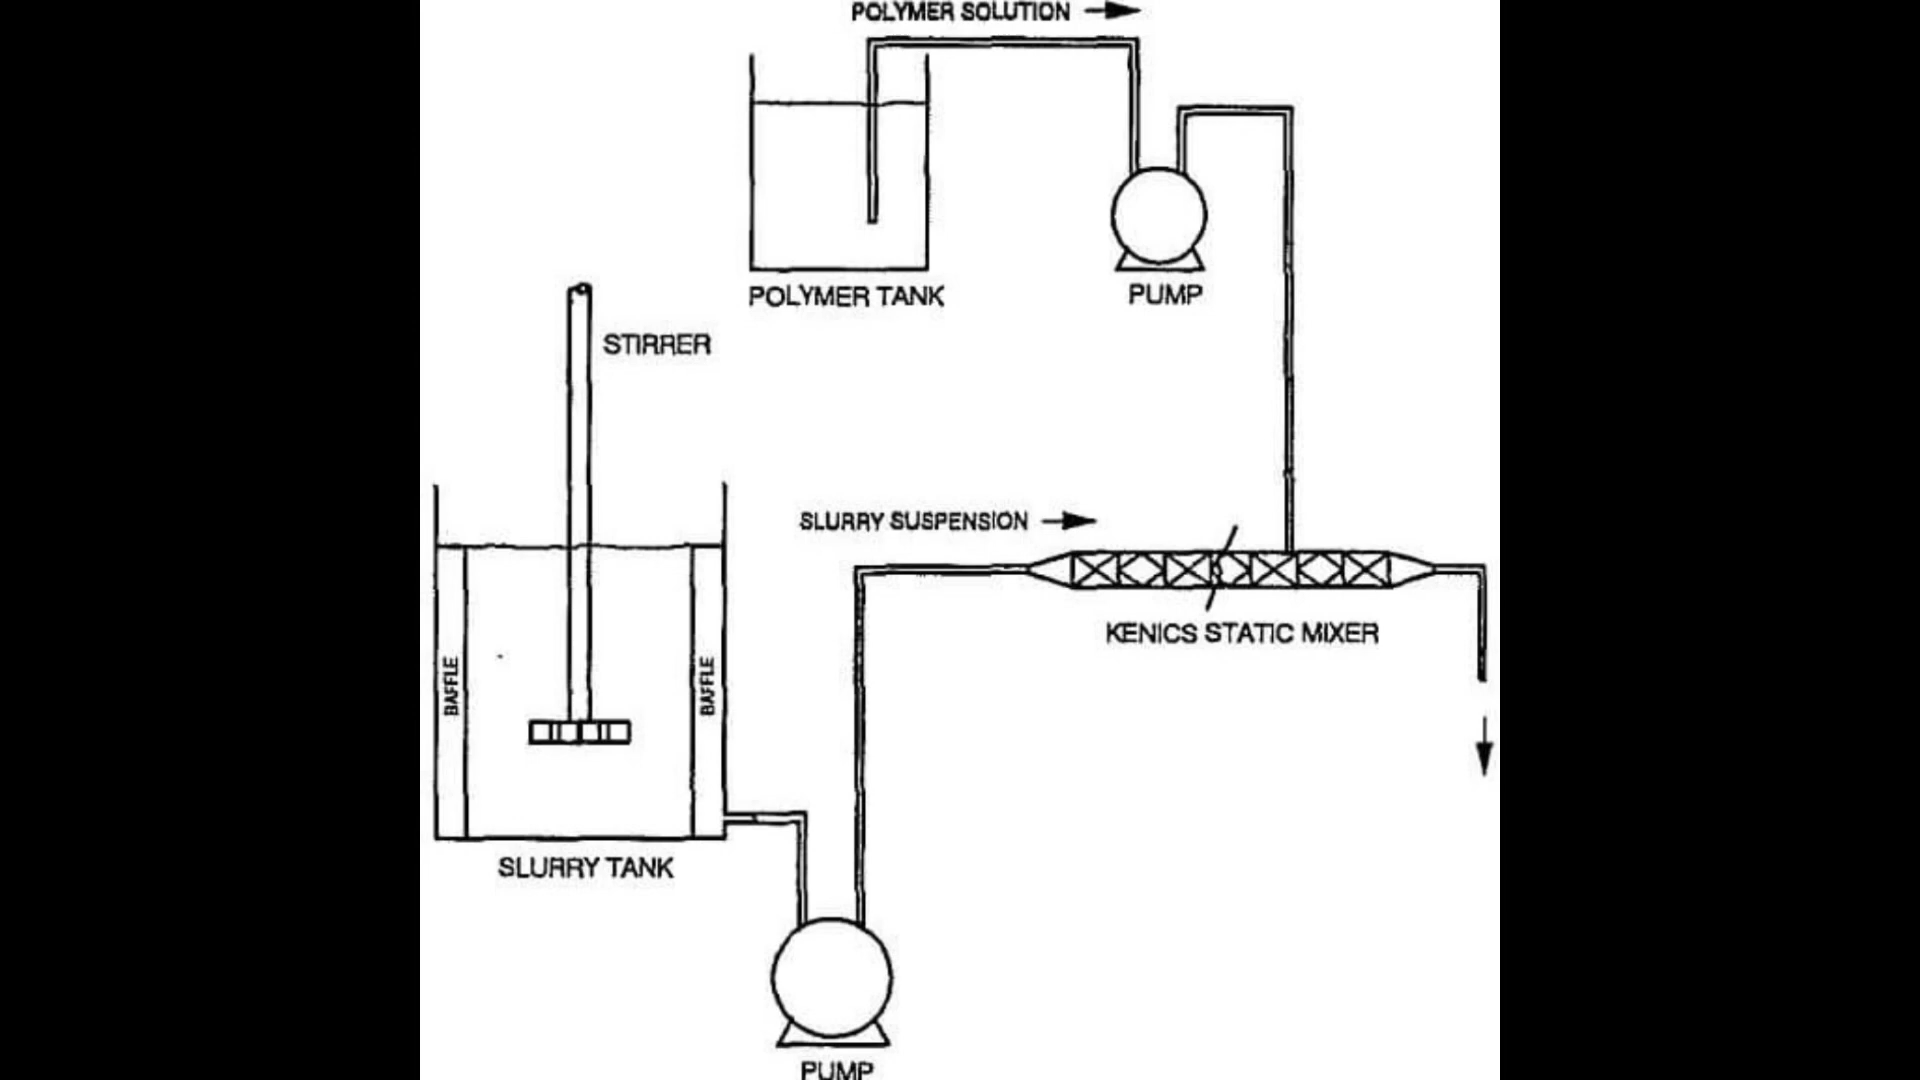 POLYMER SOLUTION
POLYMER TANK
PUMP
STIRRER
SLURRY SUSPENSION
KENICS STATIC MIXER
BAFFLE
BAFFLE
SLURRY TANK
PUMP